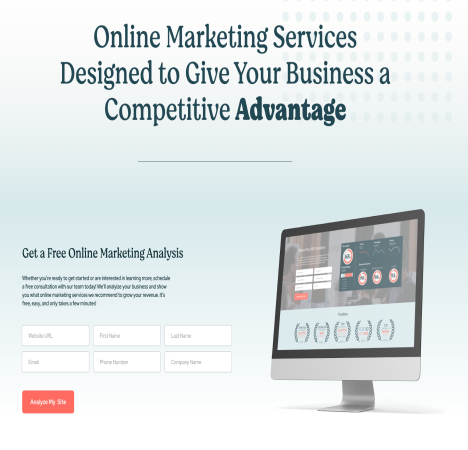 Online Marketing Services
Designed to Give Your Business a
Competitive Advantage
Get a Free Online Marketing Analysis
Whether you're ready to get started or are interested in learning more, schedule
a free consultation with our team today! We'll analyze your business and show
you what online marketing services we recommend to grow your revenue. It's
free, easy, and only takes a few minutes!
Website URL
First Name
Last Name
Email
Phone Number
Company Name
Analyze My Site